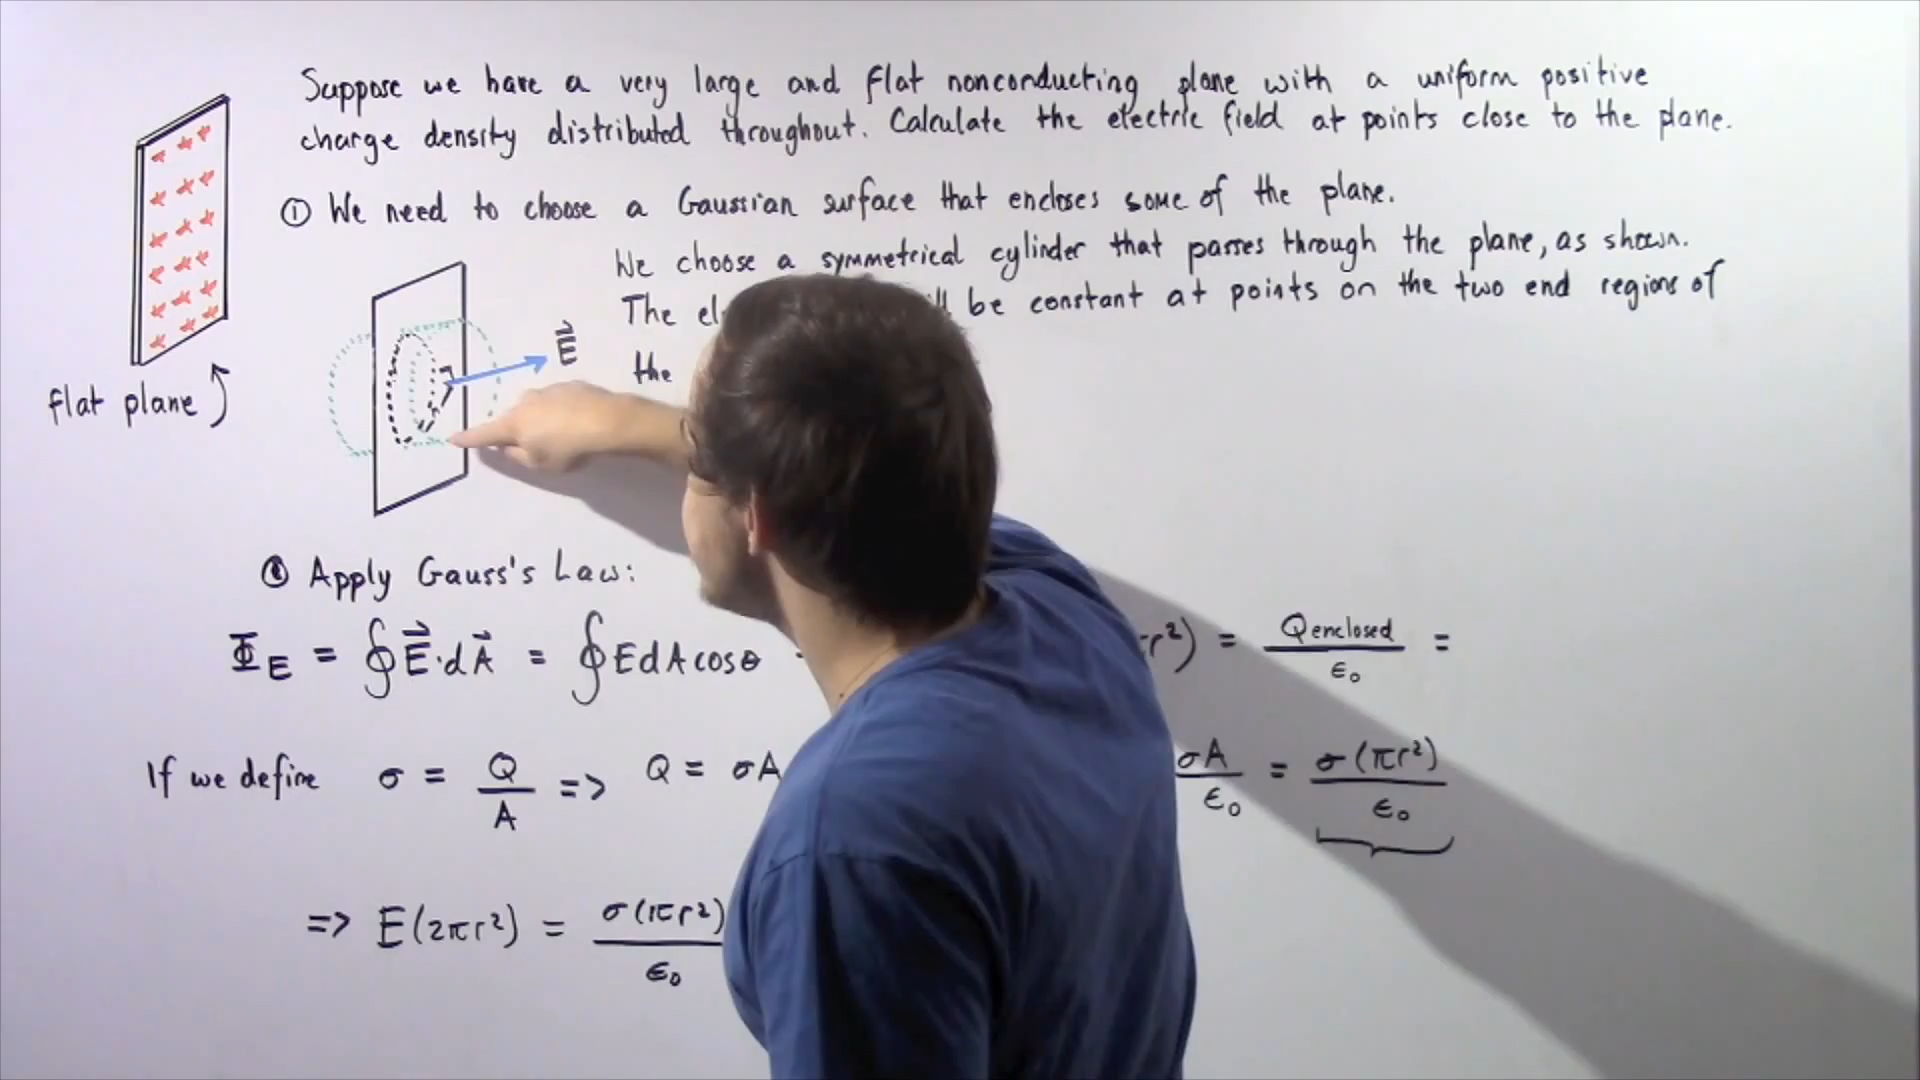 Suppose we have a very large and flat nonconducting plane with a uniform positive
charge density distributed throughout. Calculate the electric field at points close to the plane.
① We need to choose a Gaussian surface that encloses some of the plane.
We choose a symmetrical cylinder that passes through the plane, as shown.
The el be constant at points on the two end regions of
the
E⃗
flat plane
② Apply Gauss's Law:
Φ_E = ∮E⃗·dA⃗ = ∮EdAcosθ r²) = Qenclosed/ϵ₀ =
If we define σ = Q/A => Q = σA σA/ϵ₀ = σ(πr²)/ϵ₀
=> E(2πr²) = σ(πr²)/ϵ₀